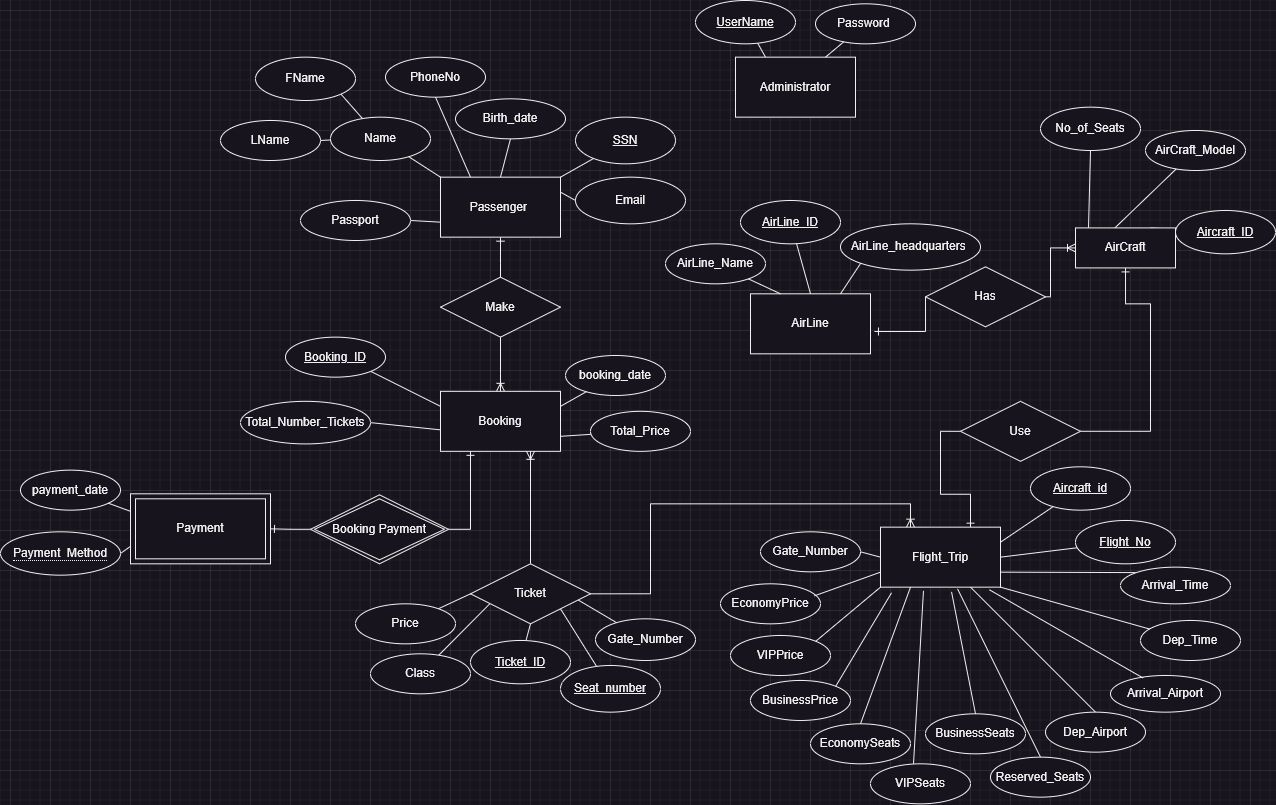 UserName
Password
Administrator
FName
PhoneNo
Birth_date
LName
Name
SSN
Passport
Passenger
Email
Make
No_of_Seats
AirCraft_Model
AirCraft
Aircraft_ID
AirLine_ID
AirLine_Name
AirLine_headquarters
AirLine
Has
Use
Booking_ID
booking_date
Total_Number_Tickets
Booking
Total_Price
payment_date
Payment
Payment_Method
Booking Payment
Ticket
Price
Class
Ticket_ID
Seat_number
Gate_Number
Aircraft_id
Gate_Number
Flight_Trip
Flight_No
Arrival_Time
EconomyPrice
Dep_Time
VIPPrice
Arrival_Airport
BusinessPrice
Dep_Airport
EconomySeats
BusinessSeats
VIPSeats
Reserved_Seats